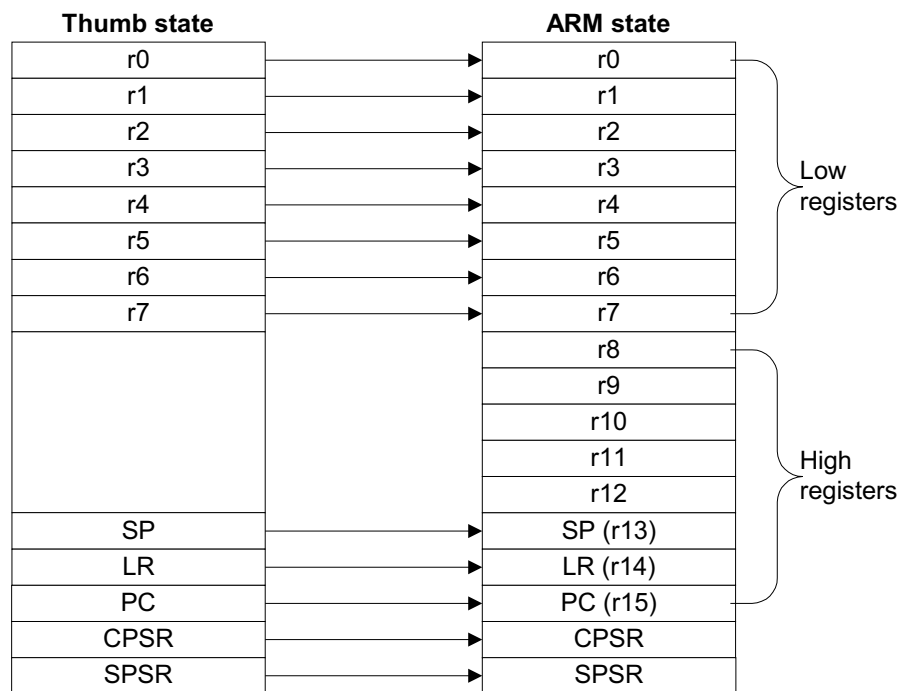 Thumb state
ARM state
r0
r0
r1
r1
r2
r2
r3
r3
r4
r4
r5
r5
r6
r6
r7
r7
Low
registers
r8
r9
r10
r11
r12
SP
SP (r13)
LR
LR (r14)
PC
PC (r15)
High
registers
CPSR
CPSR
SPSR
SPSR